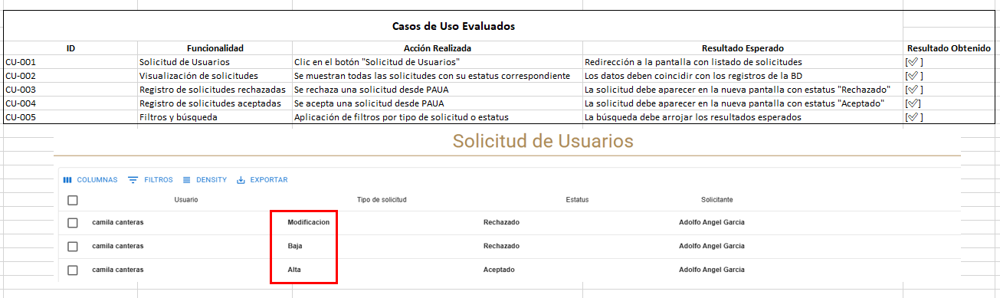 Casos de Uso Evaluados
ID Funcionalidad Acción Realizada Resultado Esperado Resultado Obtenido
CU-001 Solicitud de Usuarios Clic en el botón "Solicitud de Usuarios" Redirección a la pantalla con listado de solicitudes [✅ ]
CU-002 Visualización de solicitudes Se muestran todas las solicitudes con su estatus correspondiente Los datos deben coincidir con los registros de la BD [✅ ]
CU-003 Registro de solicitudes rechazadas Se rechaza una solicitud desde PAUA La solicitud debe aparecer en la nueva pantalla con estatus "Rechazado" [✅ ]
CU-004 Registro de solicitudes aceptadas Se acepta una solicitud desde PAUA La solicitud debe aparecer en la nueva pantalla con estatus "Aceptado" [✅]
CU-005 Filtros y búsqueda Aplicación de filtros por tipo de solicitud o estatus La búsqueda debe arrojar los resultados esperados [✅ ]
Solicitud de Usuarios
COLUMNAS FILTROS DENSITY EXPORTAR
Usuario Tipo de solicitud Estatus Solicitante
camila canteras Modificacion Rechazado Adolfo Angel Garcia
camila canteras Baja Rechazado Adolfo Angel Garcia
camila canteras Alta Aceptado Adolfo Angel Garcia